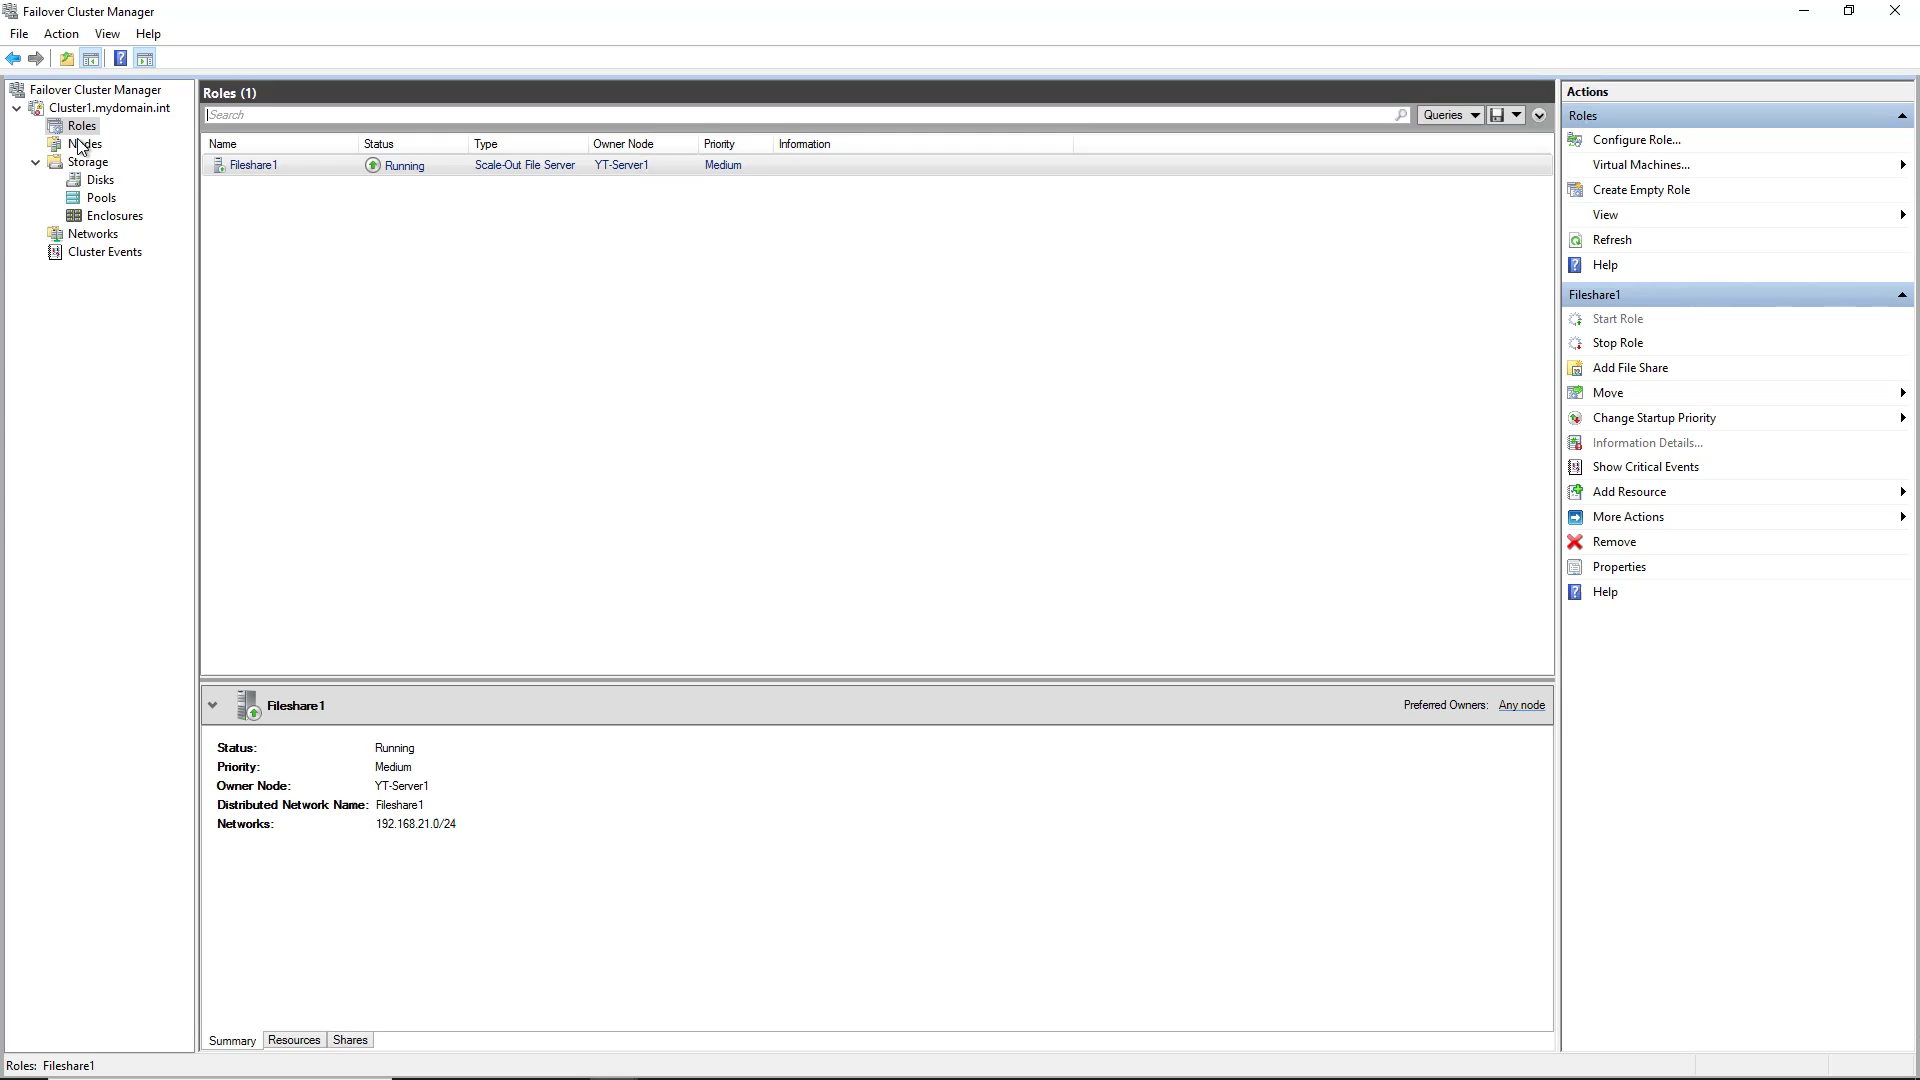 Failover Cluster Manager
File Action View Help
Failover Cluster Manager
Cluster1.mydomain.int
Roles
Nodes
Storage
Disks
Pools
Enclosures
Networks
Cluster Events
Roles (1)
Search
Queries
Name Status Type Owner Node Priority Information
Fileshare1 Running Scale-Out File Server YT-Server1 Medium
Fileshare1
Preferred Owners: Any node
Status: Running
Priority: Medium
Owner Node: YT-Server1
Distributed Network Name: Fileshare1
Networks: 192.168.21.0/24
Summary Resources Shares
Actions
Roles
Configure Role...
Virtual Machines...
Create Empty Role
View
Refresh
Help
Fileshare1
Start Role
Stop Role
Add File Share
Move
Change Startup Priority
Information Details...
Show Critical Events
Add Resource
More Actions
Remove
Properties
Help
Roles: Fileshare1